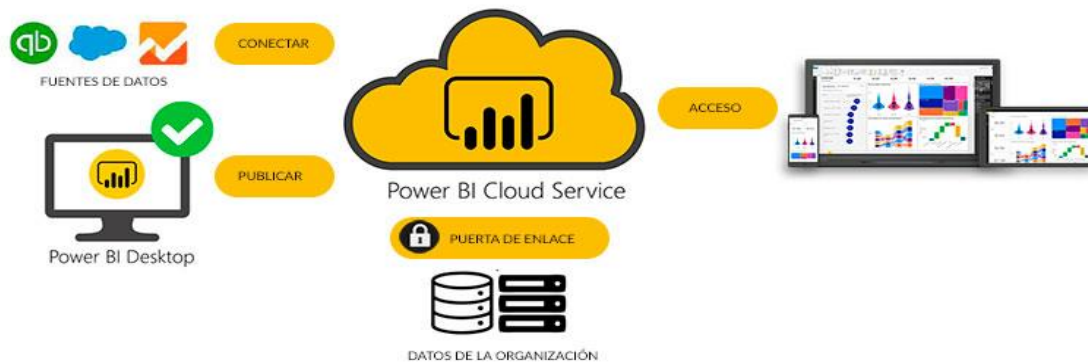 qb
CONECTAR
FUENTES DE DATOS
ACCESO
PUBLICAR
Power BI Cloud Service
PUERTA DE ENLACE
Power BI Desktop
DATOS DE LA ORGANIZACIÓN